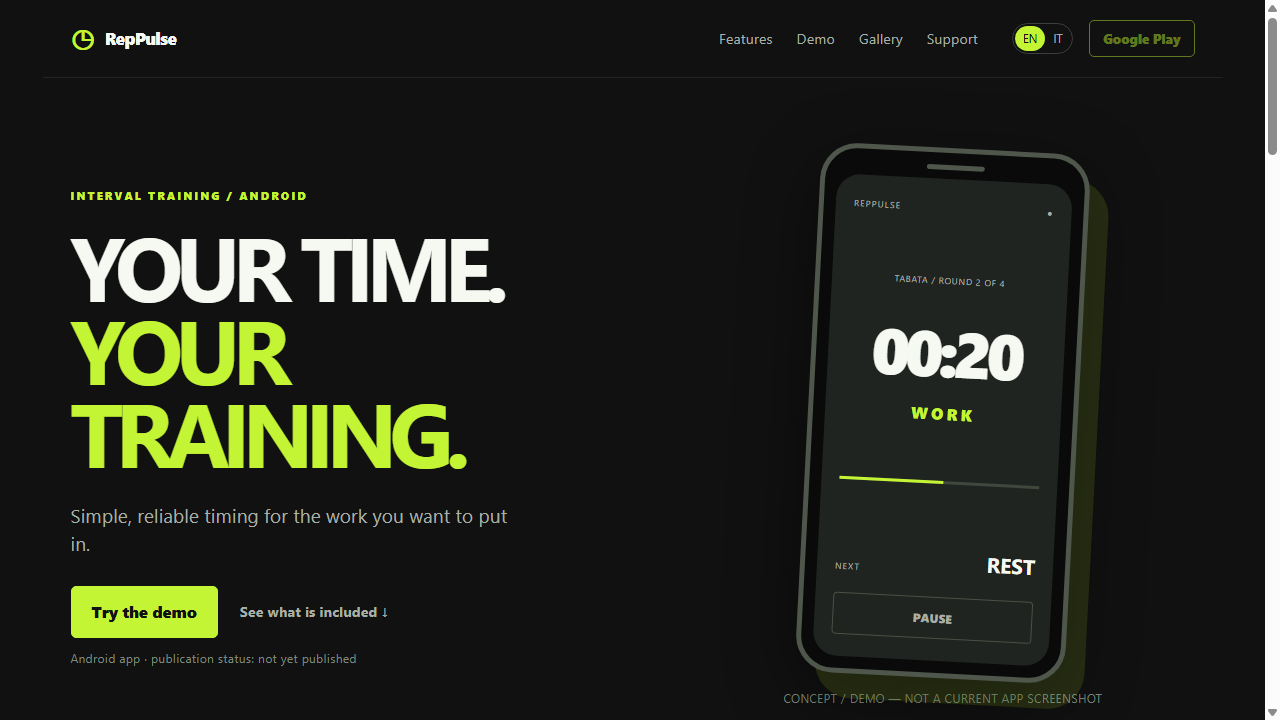 RepPulse
Features
Demo
Gallery
Support
EN
IT
Google Play
INTERVAL TRAINING / ANDROID
YOUR TIME.
YOUR
TRAINING.
Simple, reliable timing for the work you want to put
in.
Try the demo
See what is included ↓
Android app · publication status: not yet published
REPPULSE
TABATA / ROUND 2 OF 4
00:20
WORK
NEXT
REST
PAUSE
CONCEPT / DEMO — NOT A CURRENT APP SCREENSHOT